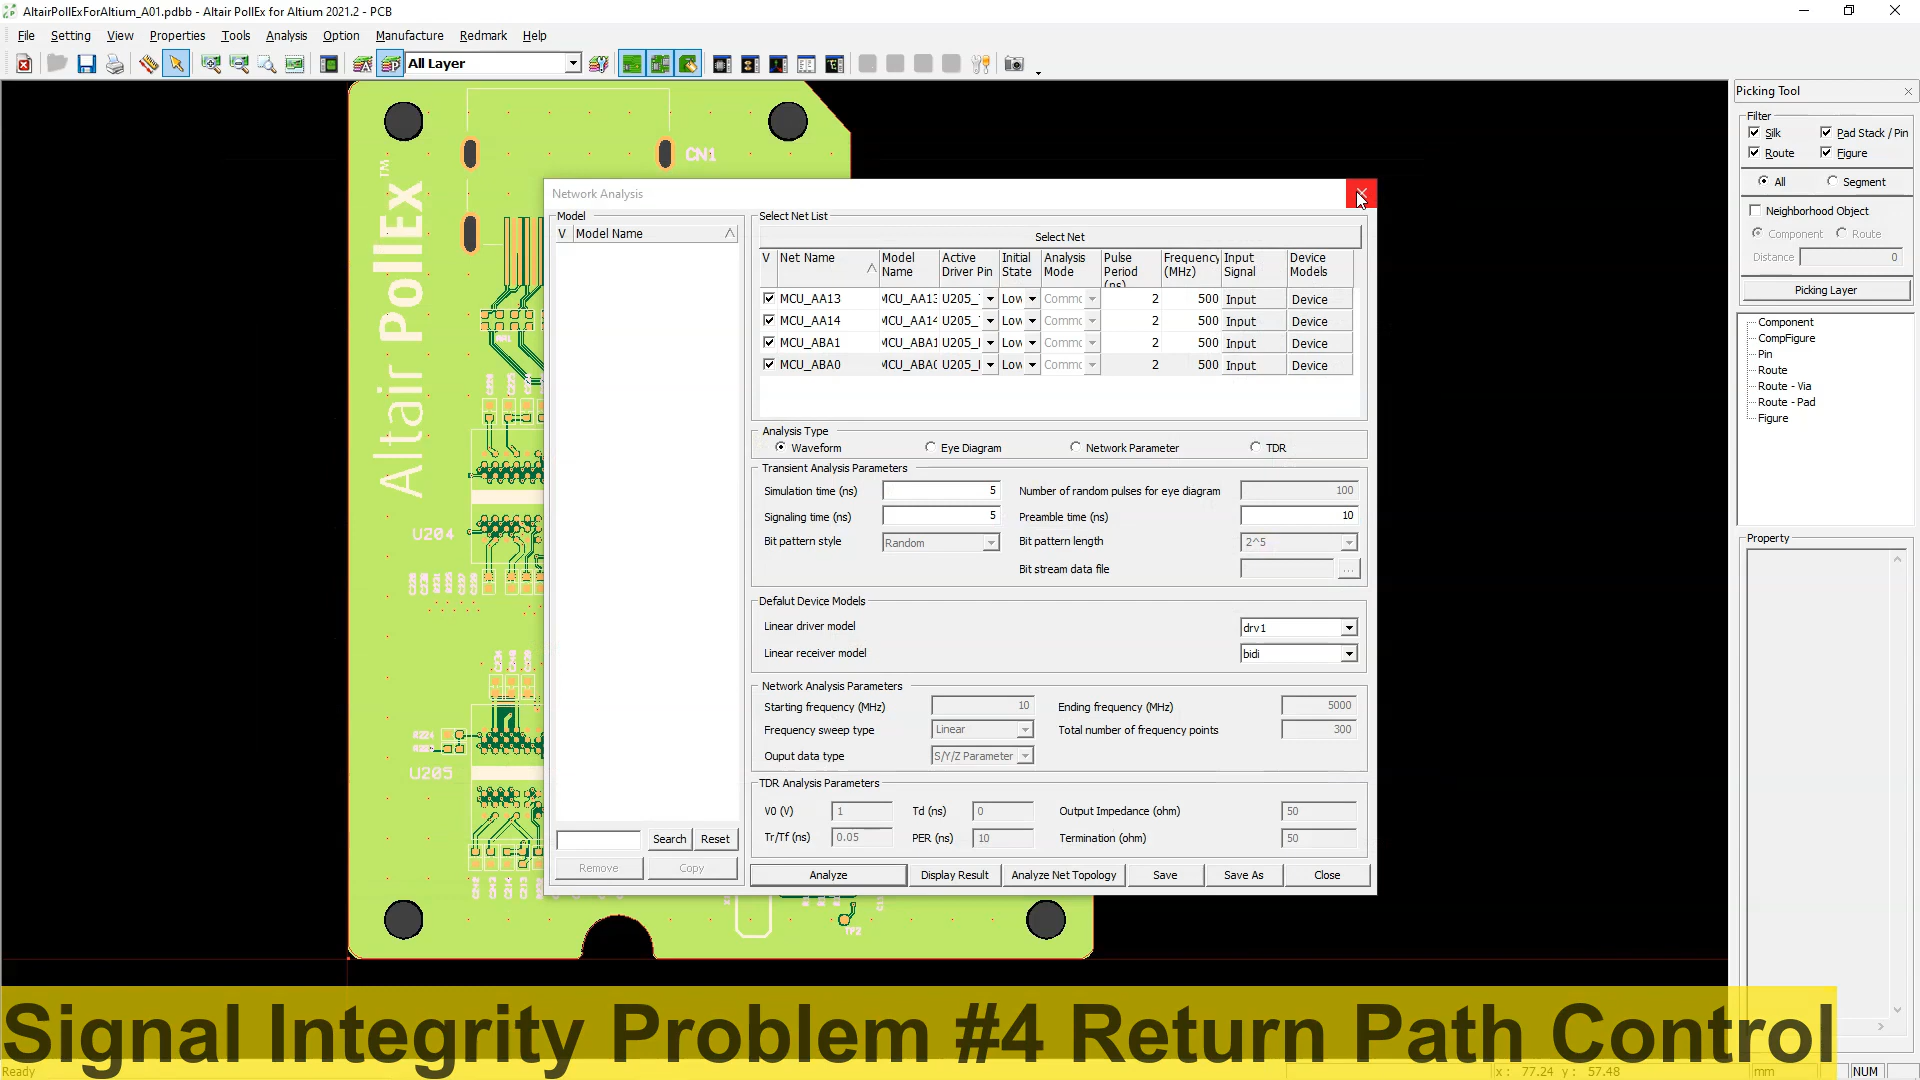 AltairPollExForAltium_A01.pdbb - Altair PollEx for Altium 2021.2 - PCB
File Setting View Properties Tools Analysis Option Manufacture Redmark Help
All Layer
Altair PollEx™
CN1
U204
R224
U205
TP2
Network Analysis
Model
V Model Name
Search Reset
Remove Copy
Select Net List
Select Net
V Net Name Model Name Active Driver Pin Initial State Analysis Mode Pulse Period (ns) Frequency (MHz) Input Signal Device Models
MCU_AA13 U205_ Low 2 500 Input Device
MCU_AA14 U205_ Low 2 500 Input Device
MCU_ABA1 U205_ Low 2 500 Input Device
MCU_ABA0 U205_ Low 2 500 Input Device
Analysis Type
Waveform Eye Diagram Network Parameter TDR
Transient Analysis Parameters
Simulation time (ns) 5 Number of random pulses for eye diagram 100
Signaling time (ns) 5 Preamble time (ns) 10
Bit pattern style Random Bit pattern length 2^5
Bit stream data file ...
Defalut Device Models
Linear driver model drv1
Linear receiver model bidi
Network Analysis Parameters
Starting frequency (MHz) 10 Ending frequency (MHz) 5000
Frequency sweep type Linear Total number of frequency points 300
Ouput data type S/Y/Z Parameter
TDR Analysis Parameters
V0 (V) 1 Td (ns) 0 Output Impedance (ohm) 50
Tr/Tf (ns) 0.05 PER (ns) 10 Termination (ohm) 50
Analyze Display Result Analyze Net Topology Save Save As Close
Picking Tool
Filter
Silk Pad Stack / Pin
Route Figure
All Segment
Neighborhood Object
Component Route
Distance 0
Picking Layer
Component
CompFigure
Pin
Route
Route - Via
Route - Pad
Figure
Property
Signal Integrity Problem #4 Return Path Control
Ready x : 77.24 y : 57.48 mm NUM